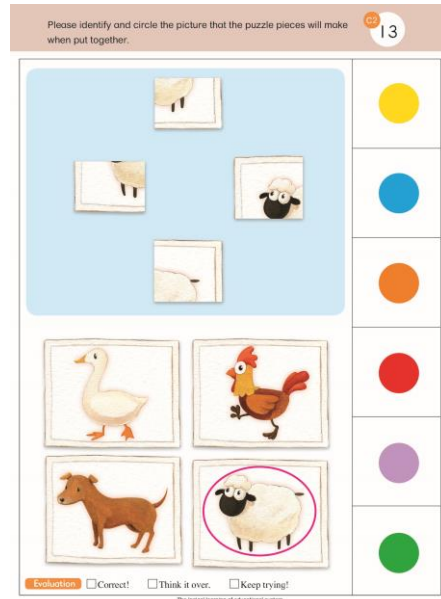 Please identify and circle the picture that the puzzle pieces will make
when put together.
C2
13
Evaluation
Correct!
Think it over.
Keep trying!